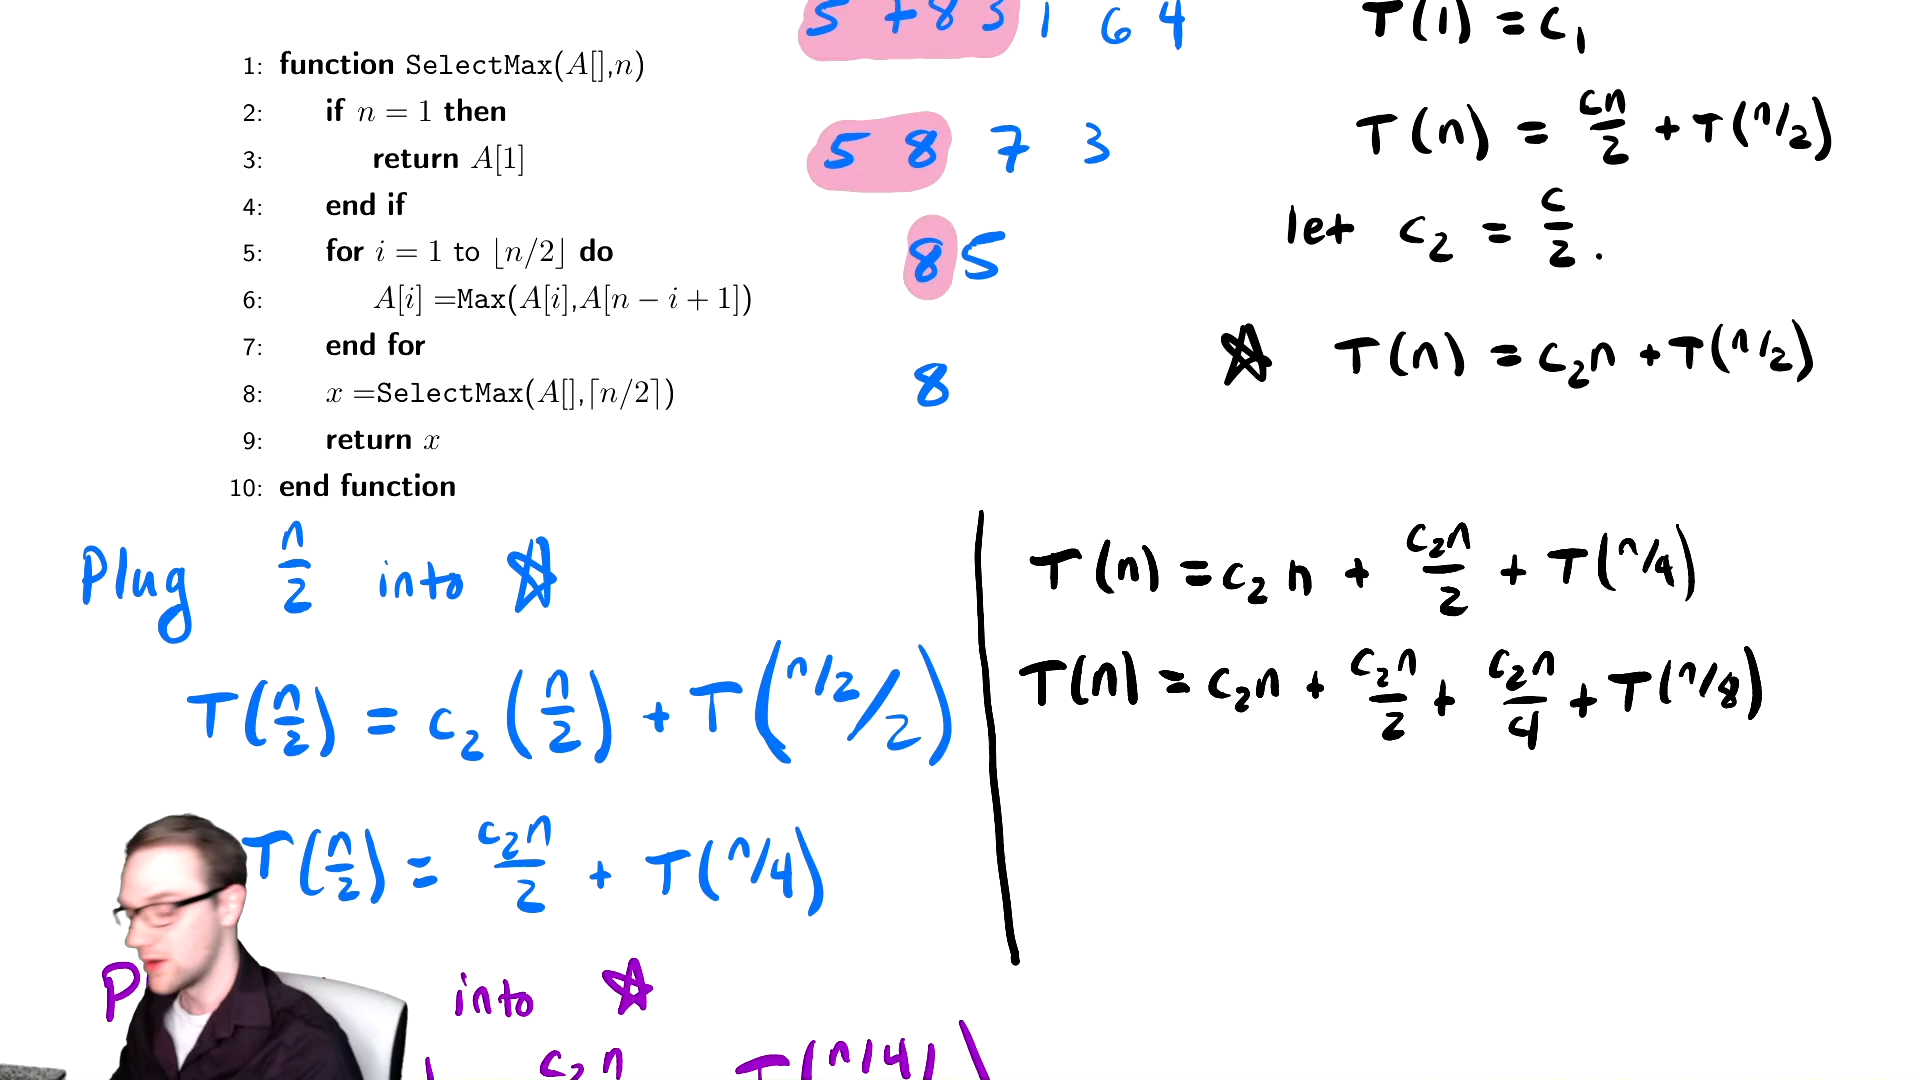 1: function SelectMax(A[],n)
2: if n = 1 then
3: return A[1]
4: end if
5: for i = 1 to ⌊n/2⌋ do
6: A[i] =Max(A[i],A[n − i + 1])
7: end for
8: x =SelectMax(A[],⌈n/2⌉)
9: return x
10: end function
5 7 8 3 1 6 4
5 8 7 3
8 5
8
T(1) = c₁
T(n) = cn/2 + T(n/2)
let c₂ = c/2.
☆ T(n) = c₂n + T(n/2)
Plug n/2 into ☆
T(n/2) = c₂(n/2) + T(n/2/2)
T(n/2) = c₂n/2 + T(n/4)
into ☆
c₂n T(n/4)
T(n) = c₂n + c₂n/2 + T(n/4)
T(n) = c₂n + c₂n/2 + c₂n/4 + T(n/8)